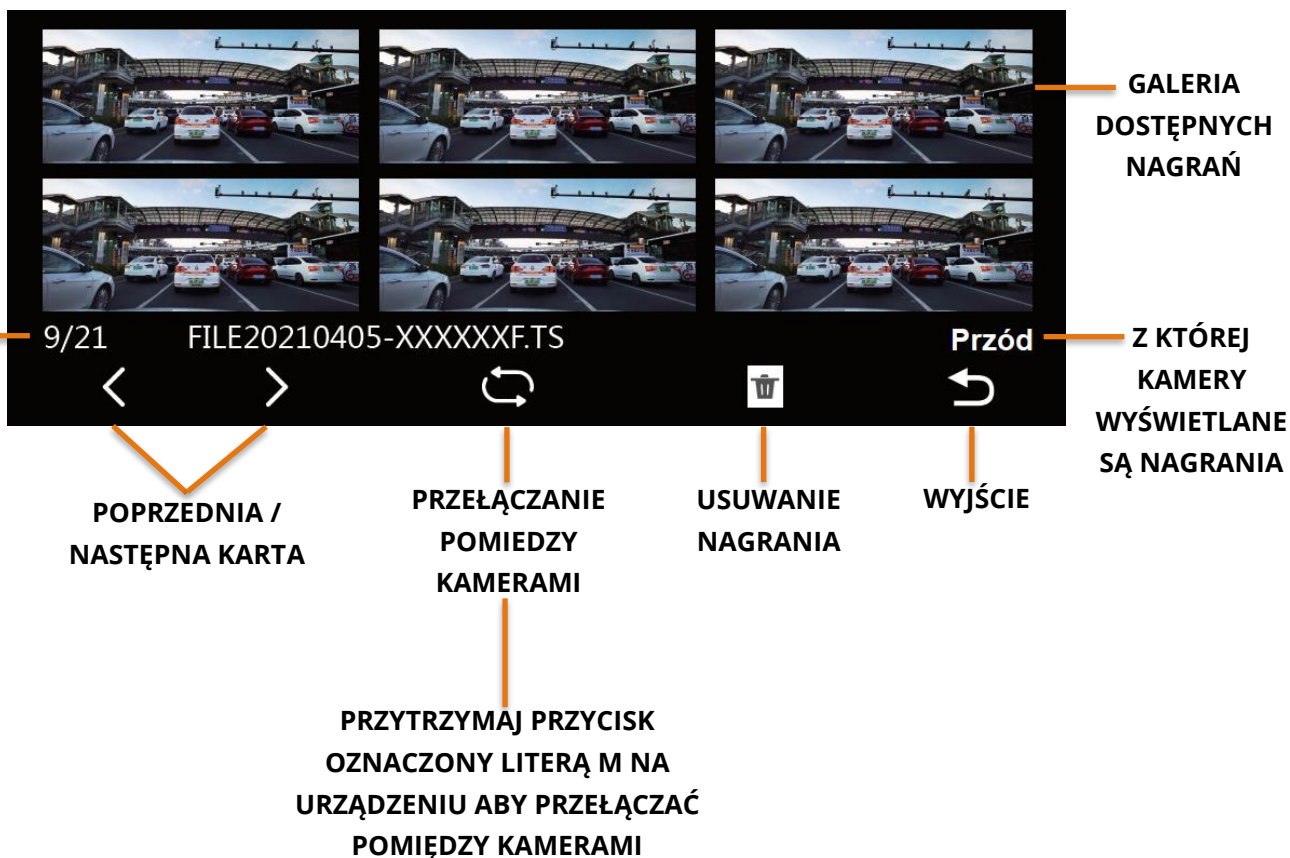 GALERIA
DOSTĘPNYCH
NAGRAŃ
9/21
FILE20210405-XXXXXXF.TS
Przód
Z KTÓREJ
KAMERY
WYŚWIETLANE
SĄ NAGRANIA
POPRZEDNIA /
NASTĘPNA KARTA
PRZEŁĄCZANIE
POMIEDZY
KAMERAMI
USUWANIE
NAGRANIA
WYJŚCIE
PRZYTRZYMAJ PRZYCISK
OZNACZONY LITERĄ M NA
URZĄDZENIU ABY PRZEŁĄCZAĆ
POMIĘDZY KAMERAMI